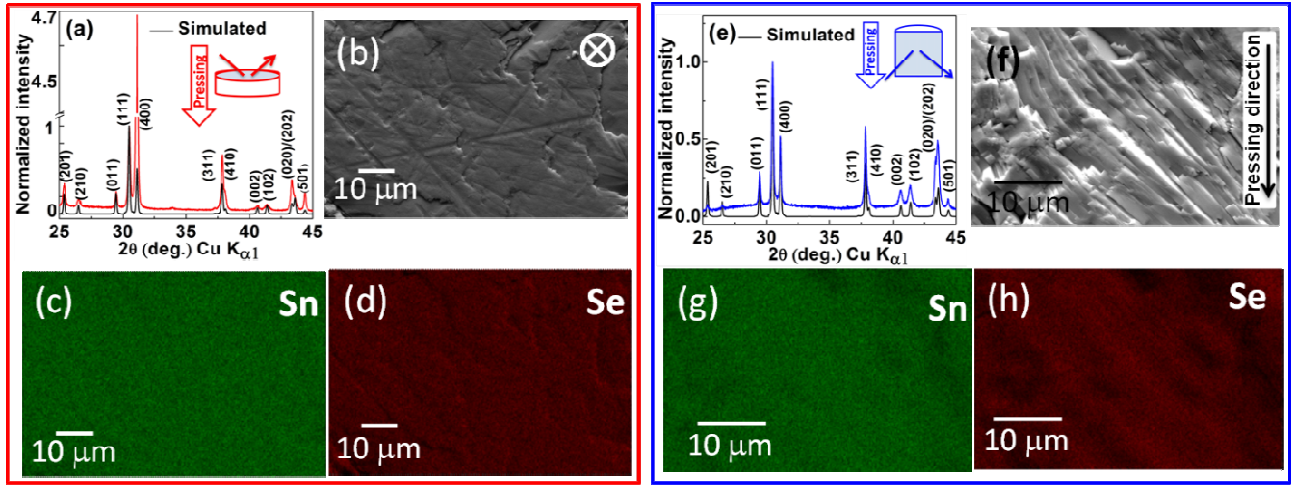 (a)
Simulated
Normalized intensity
4.7
4.5
1
0
Pressing
(201)
(210)
(011)
(111)
(400)
(311)
(410)
(002)
(102)
(020)/(202)
(501)
25 30 35 40 45
2θ (deg.) Cu Kα1
(b)
10 μm
(c)
Sn
10 μm
(d)
Se
10 μm
(e)
Simulated
Normalized intensity
1.0
0.5
0.0
Pressing
(201)
(210)
(011)
(111)
(400)
(311)
(410)
(002)
(102)
(020)/(202)
(501)
25 30 35 40 45
2θ (deg.) Cu Kα1
(f)
10 μm
Pressing direction
(g)
Sn
10 μm
(h)
Se
10 μm